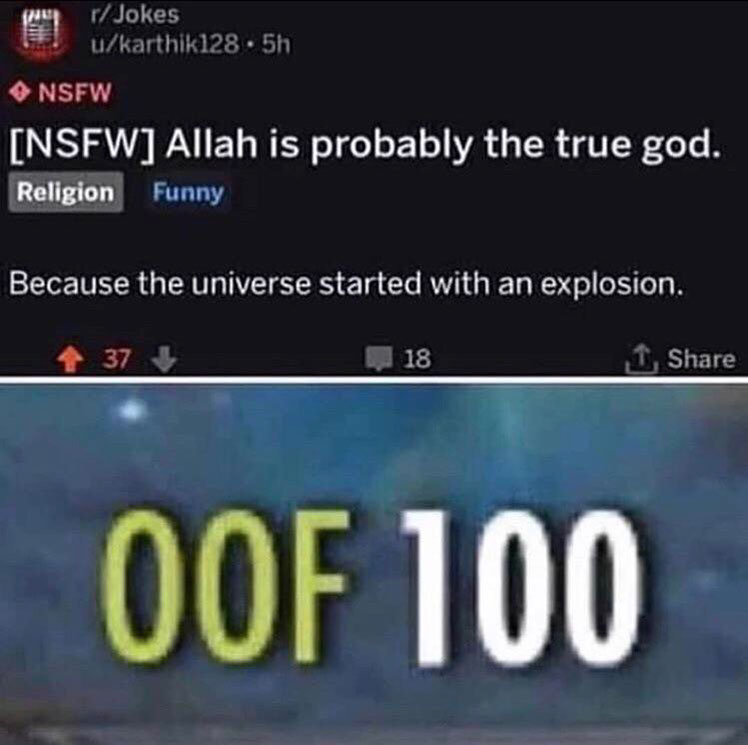 r/Jokes
u/karthik128 • 5h
NSFW
[NSFW] Allah is probably the true god.
Religion Funny
Because the universe started with an explosion.
37 18 Share
OOF 100